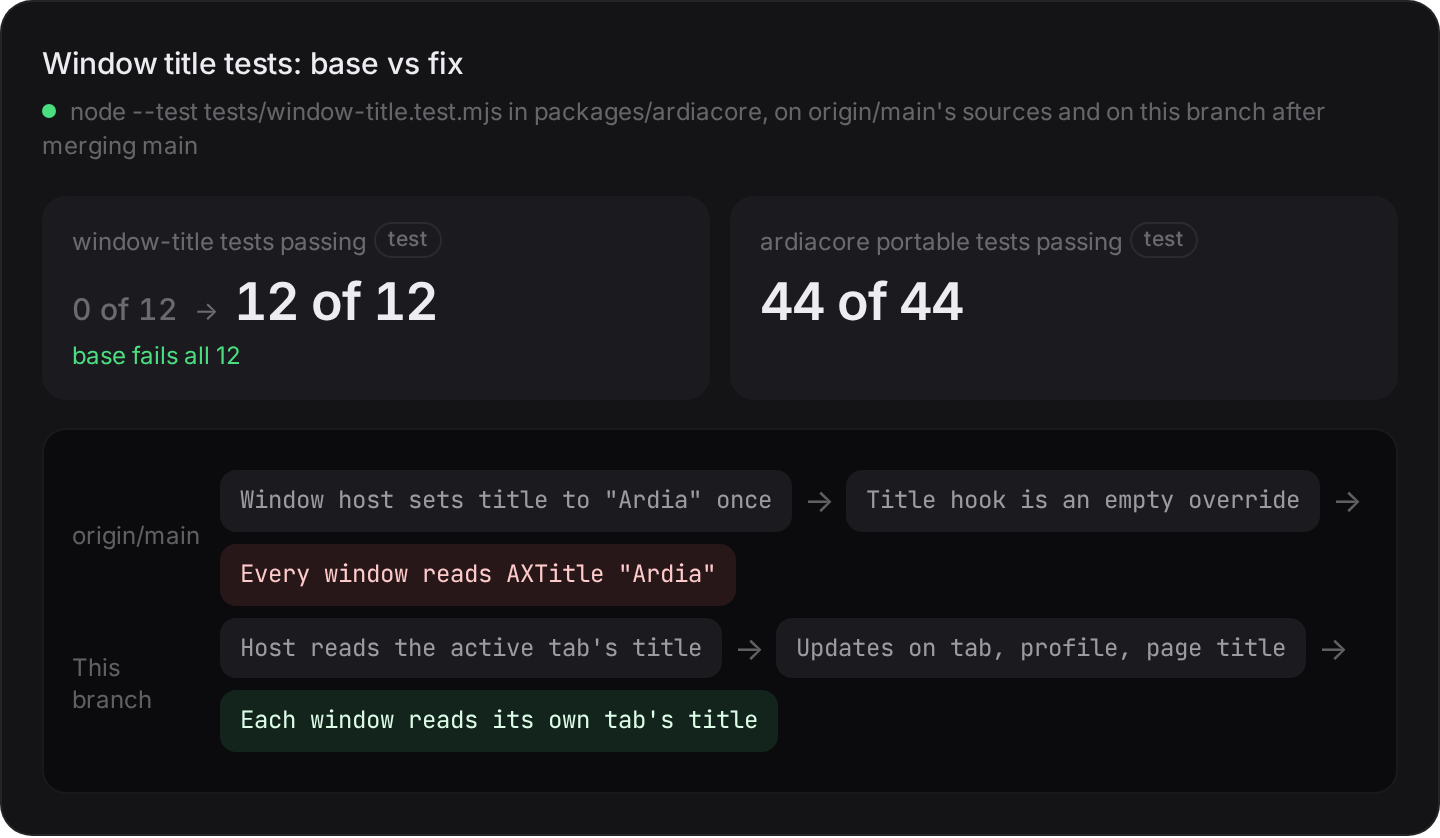 Window title tests: base vs fix
node --test tests/window-title.test.mjs in packages/ardiacore, on origin/main's sources and on this branch after
merging main
window-title tests passing test
0 of 12 → 12 of 12
base fails all 12
ardiacore portable tests passing test
44 of 44
origin/main
Window host sets title to "Ardia" once → Title hook is an empty override →
Every window reads AXTitle "Ardia"
This
branch
Host reads the active tab's title → Updates on tab, profile, page title →
Each window reads its own tab's title